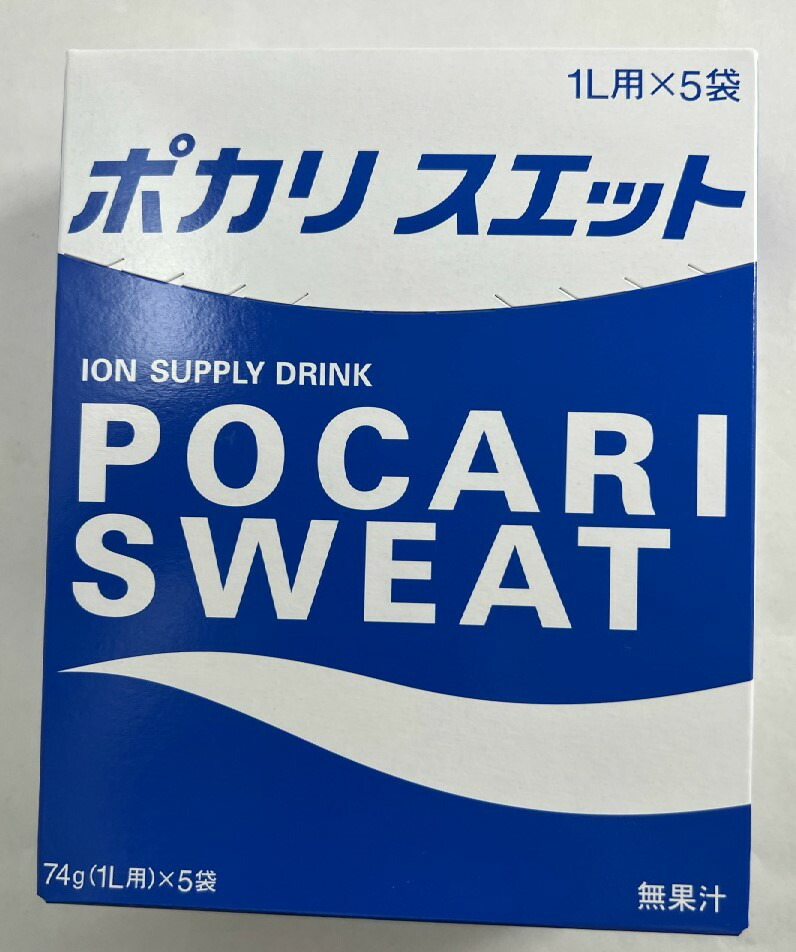 1L用×5袋
ポカリスエット
ION SUPPLY DRINK
POCARI
SWEAT
74g(1L用)×5袋
無果汁